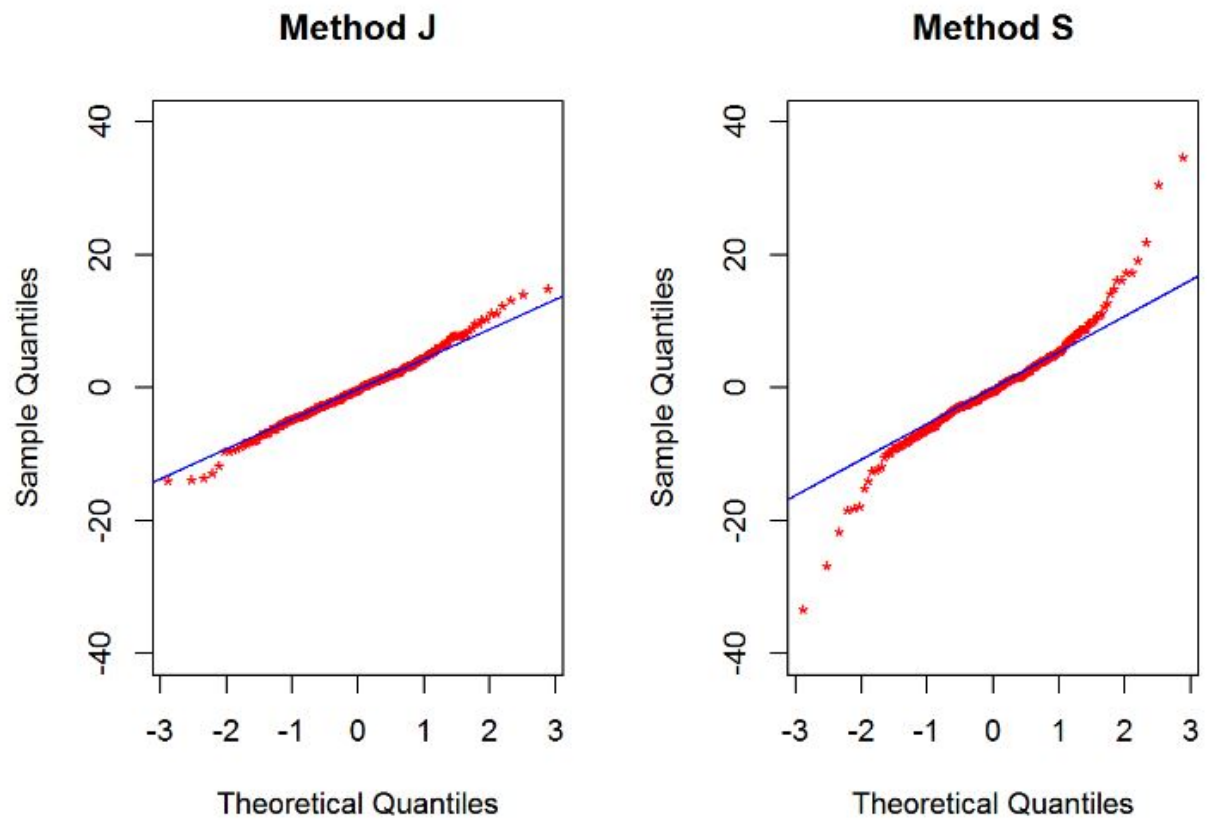 Method J
Sample Quantiles
40
20
0
-20
-40
-3 -2 -1 0 1 2 3
Theoretical Quantiles
Method S
Sample Quantiles
40
20
0
-20
-40
-3 -2 -1 0 1 2 3
Theoretical Quantiles